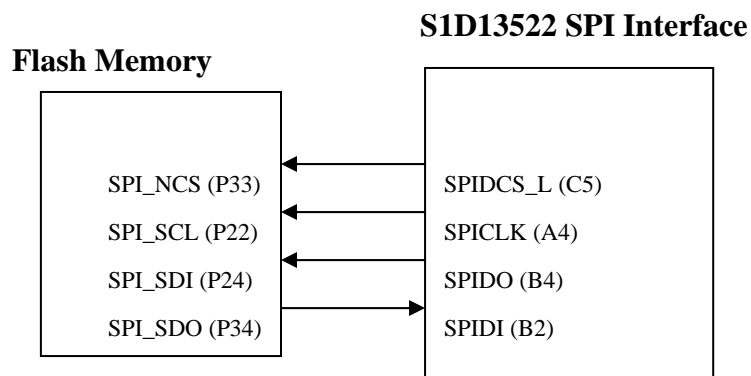 S1D13522 SPI Interface
Flash Memory
SPI_NCS (P33)
SPIDCS_L (C5)
SPI_SCL (P22)
SPICLK (A4)
SPI_SDI (P24)
SPIDO (B4)
SPI_SDO (P34)
SPIDI (B2)